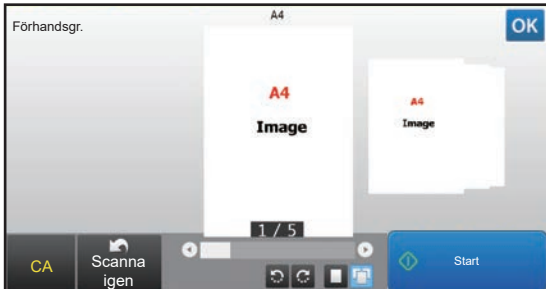 Förhandsgr.
A4
OK
A4
Image
A4
Image
1 / 5
CA
Scanna
igen
Start